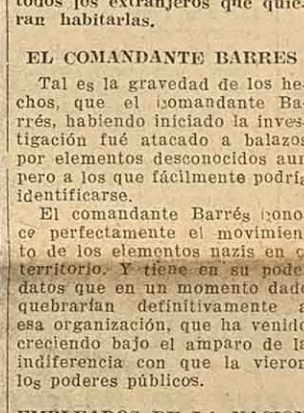 todos los extranjeros que quie-
ran habitarlas.
EL COMANDANTE BARRES
Tal es la gravedad de los he-
chos, que el comandante Ba-
rrés, habiendo iniciado la inves-
tigación fué atacado a balazos
por elementos desconocidos aun
pero a los que fácilmente podría
identificarse.
El comandante Barrés cono-
ce perfectamente el movimien-
to de los elementos nazis en
territorio. Y tiene en su pode
datos que en un momento dado
quebrarían definitivamente a
esa organización, que ha venido
creciendo bajo el amparo de la
indiferencia con que la vieron
los poderes públicos.